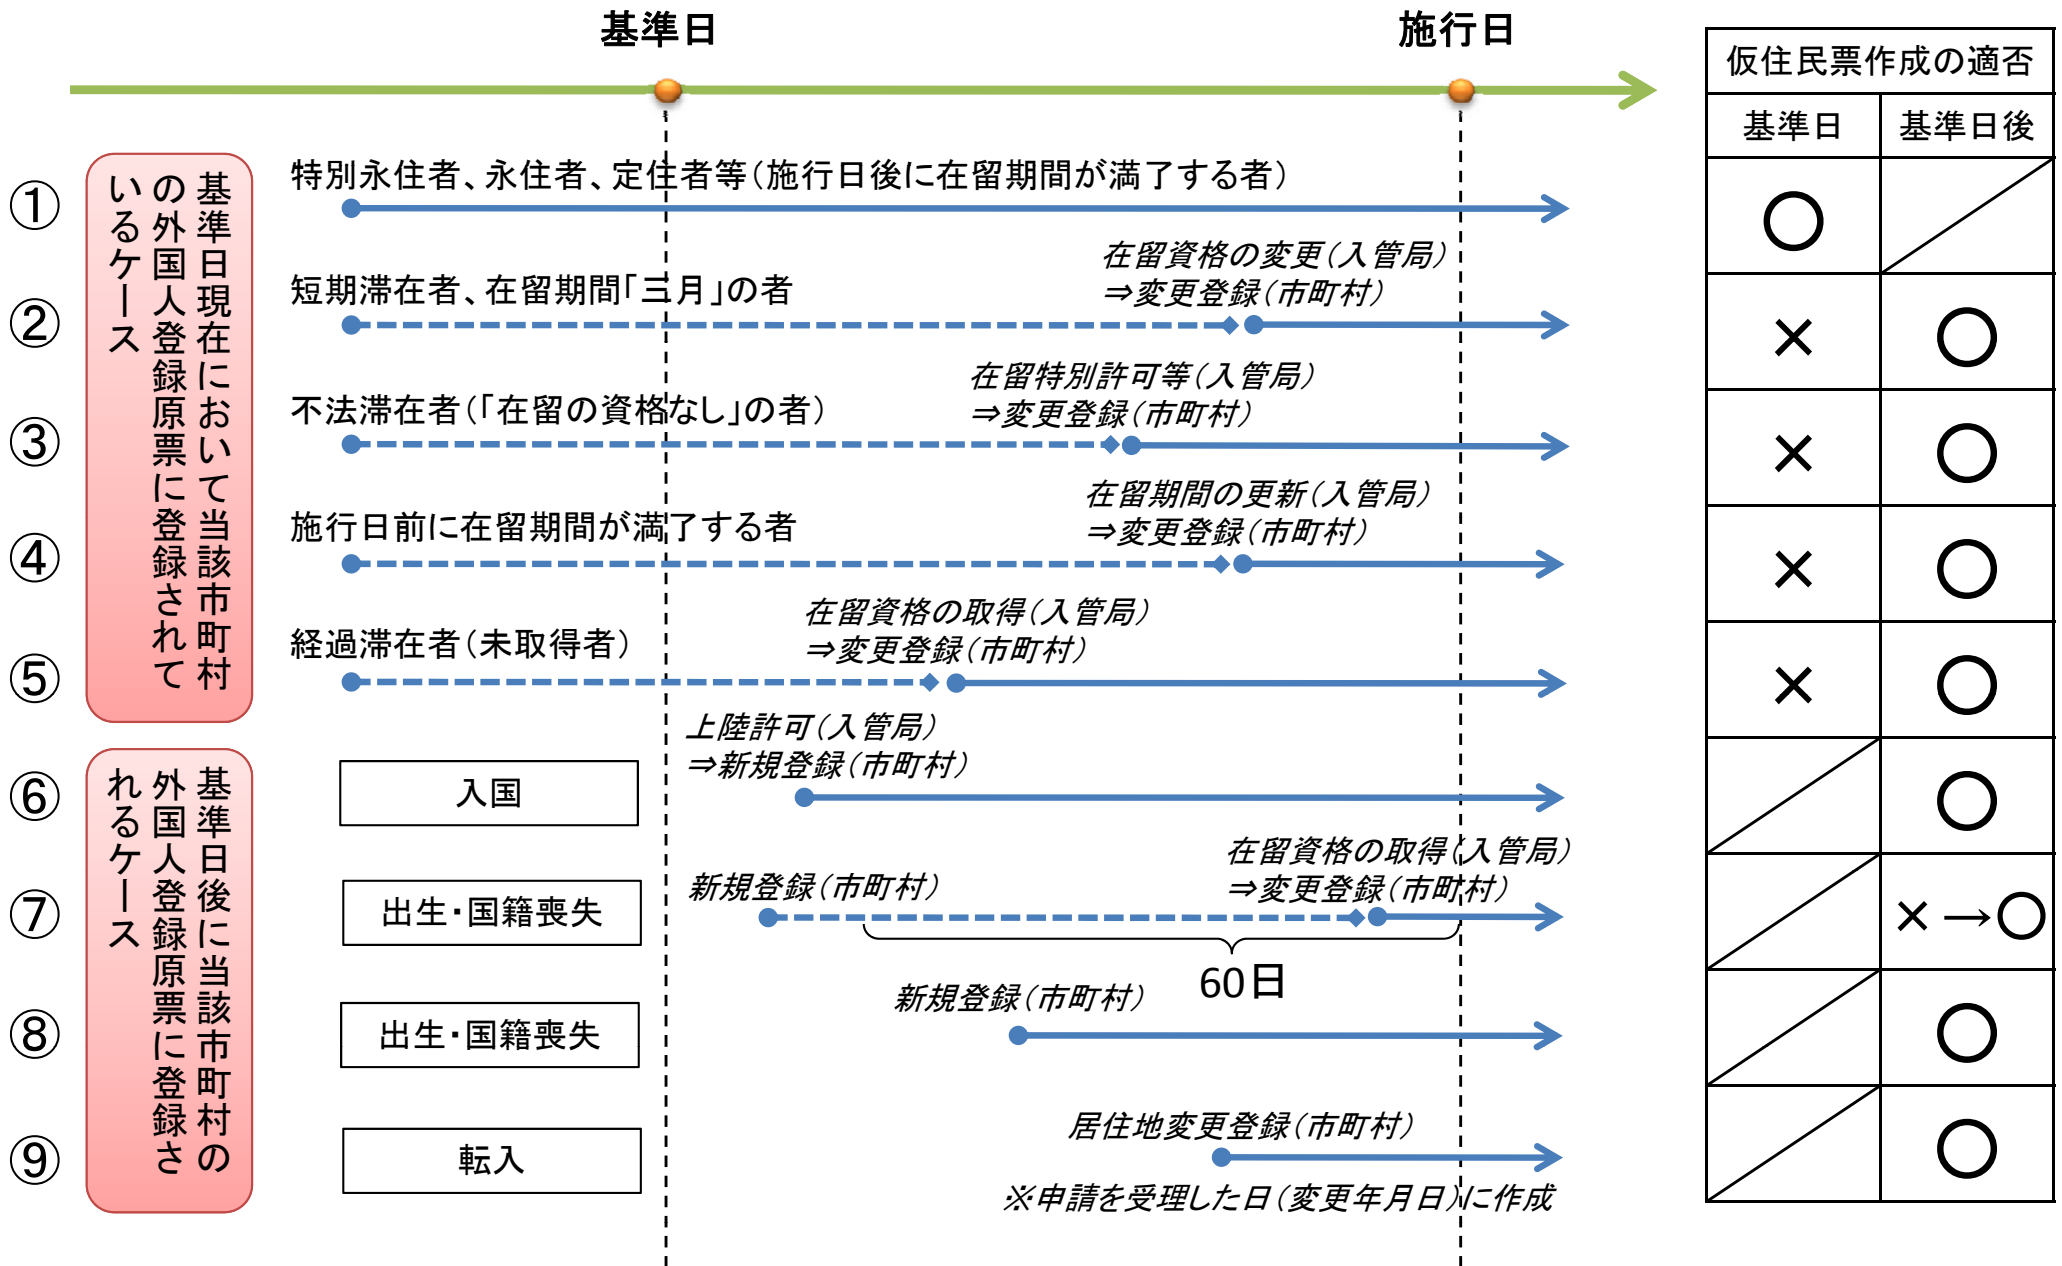 基準日
施行日
仮住民票作成の適否
基準日
基準日後
基準日現在において当該市町村
の外国人登録原票に登録されて
いるケース
①
特別永住者、永住者、定住者等(施行日後に在留期間が満了する者)
○
②
短期滞在者、在留期間「三月」の者
在留資格の変更(入管局)
⇒変更登録(市町村)
×
○
③
不法滞在者(「在留の資格なし」の者)
在留特別許可等(入管局)
⇒変更登録(市町村)
×
○
④
施行日前に在留期間が満了する者
在留期間の更新(入管局)
⇒変更登録(市町村)
×
○
⑤
経過滞在者(未取得者)
在留資格の取得(入管局)
⇒変更登録(市町村)
×
○
基準日後に当該市町村の
外国人登録原票に登録さ
れるケース
⑥
入国
上陸許可(入管局)
⇒新規登録(市町村)
○
⑦
出生・国籍喪失
新規登録(市町村)
在留資格の取得(入管局)
⇒変更登録(市町村)
60日
×→○
⑧
出生・国籍喪失
新規登録(市町村)
○
⑨
転入
居住地変更登録(市町村)
※申請を受理した日(変更年月日)に作成
○